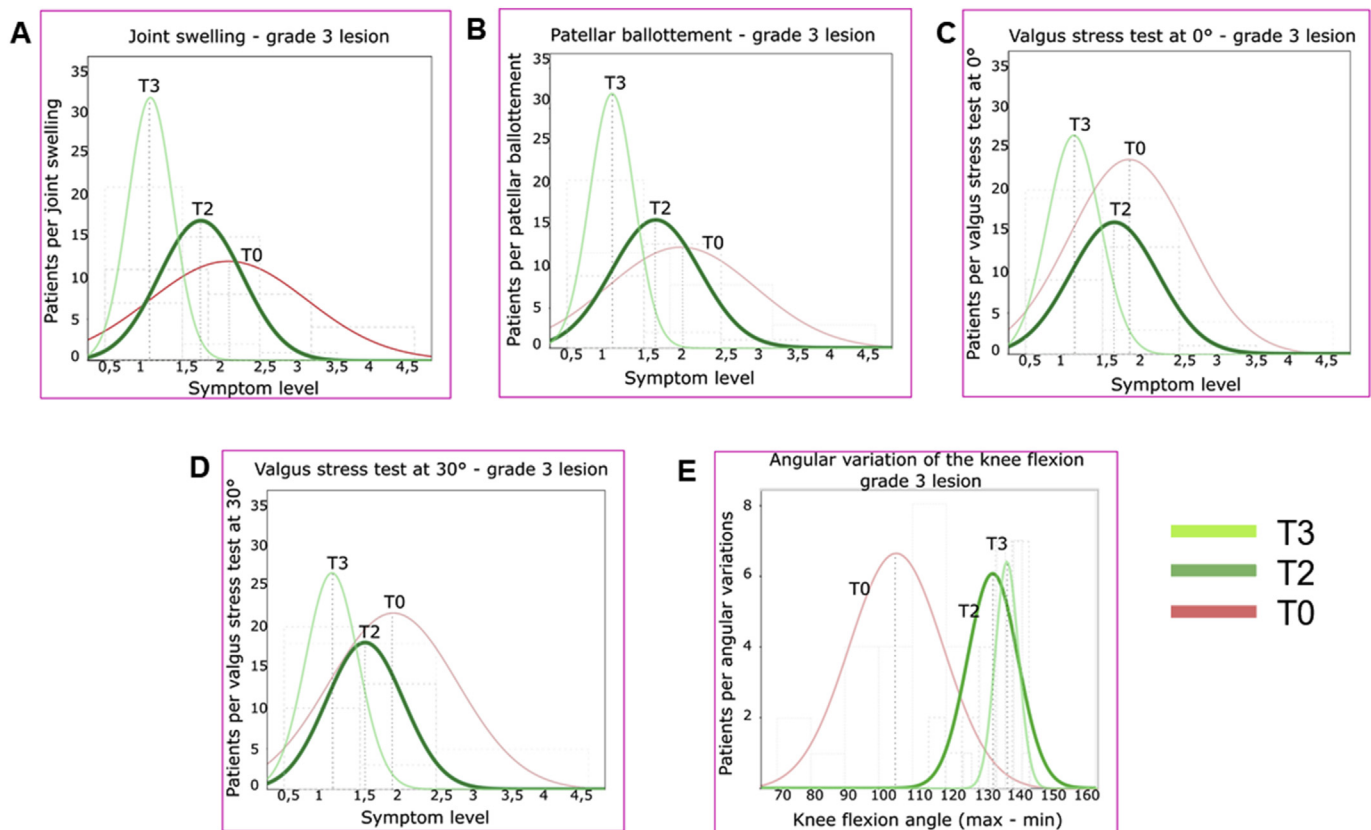 A
Joint swelling - grade 3 lesion
Patients per joint swelling
35
30
25
20
15
10
5
0
T3
T2
T0
0,5 1 1,5 2 2,5 3 3,5 4 4,5
Symptom level
B
Patellar ballottement - grade 3 lesion
Patients per patellar ballottement
35
30
25
20
15
10
5
0
T3
T2
T0
0,5 1 1,5 2 2,5 3 3,5 4 4,5
Symptom level
C
Valgus stress test at 0° - grade 3 lesion
Patients per valgus stress test at 0°
35
30
25
20
15
10
5
0
T3
T0
T2
0,5 1 1,5 2 2,5 3 3,5 4 4,5
Symptom level
D
Valgus stress test at 30° - grade 3 lesion
Patients per valgus stress test at 30°
35
30
25
20
15
10
5
0
T3
T0
T2
0,5 1 1,5 2 2,5 3 3,5 4 4,5
Symptom level
E
Angular variation of the knee flexion
grade 3 lesion
Patients per angular variations
8
6
4
2
T3
T0
T2
70 80 90 100 110 120 130 140 150 160
Knee flexion angle (max - min)
T3
T2
T0